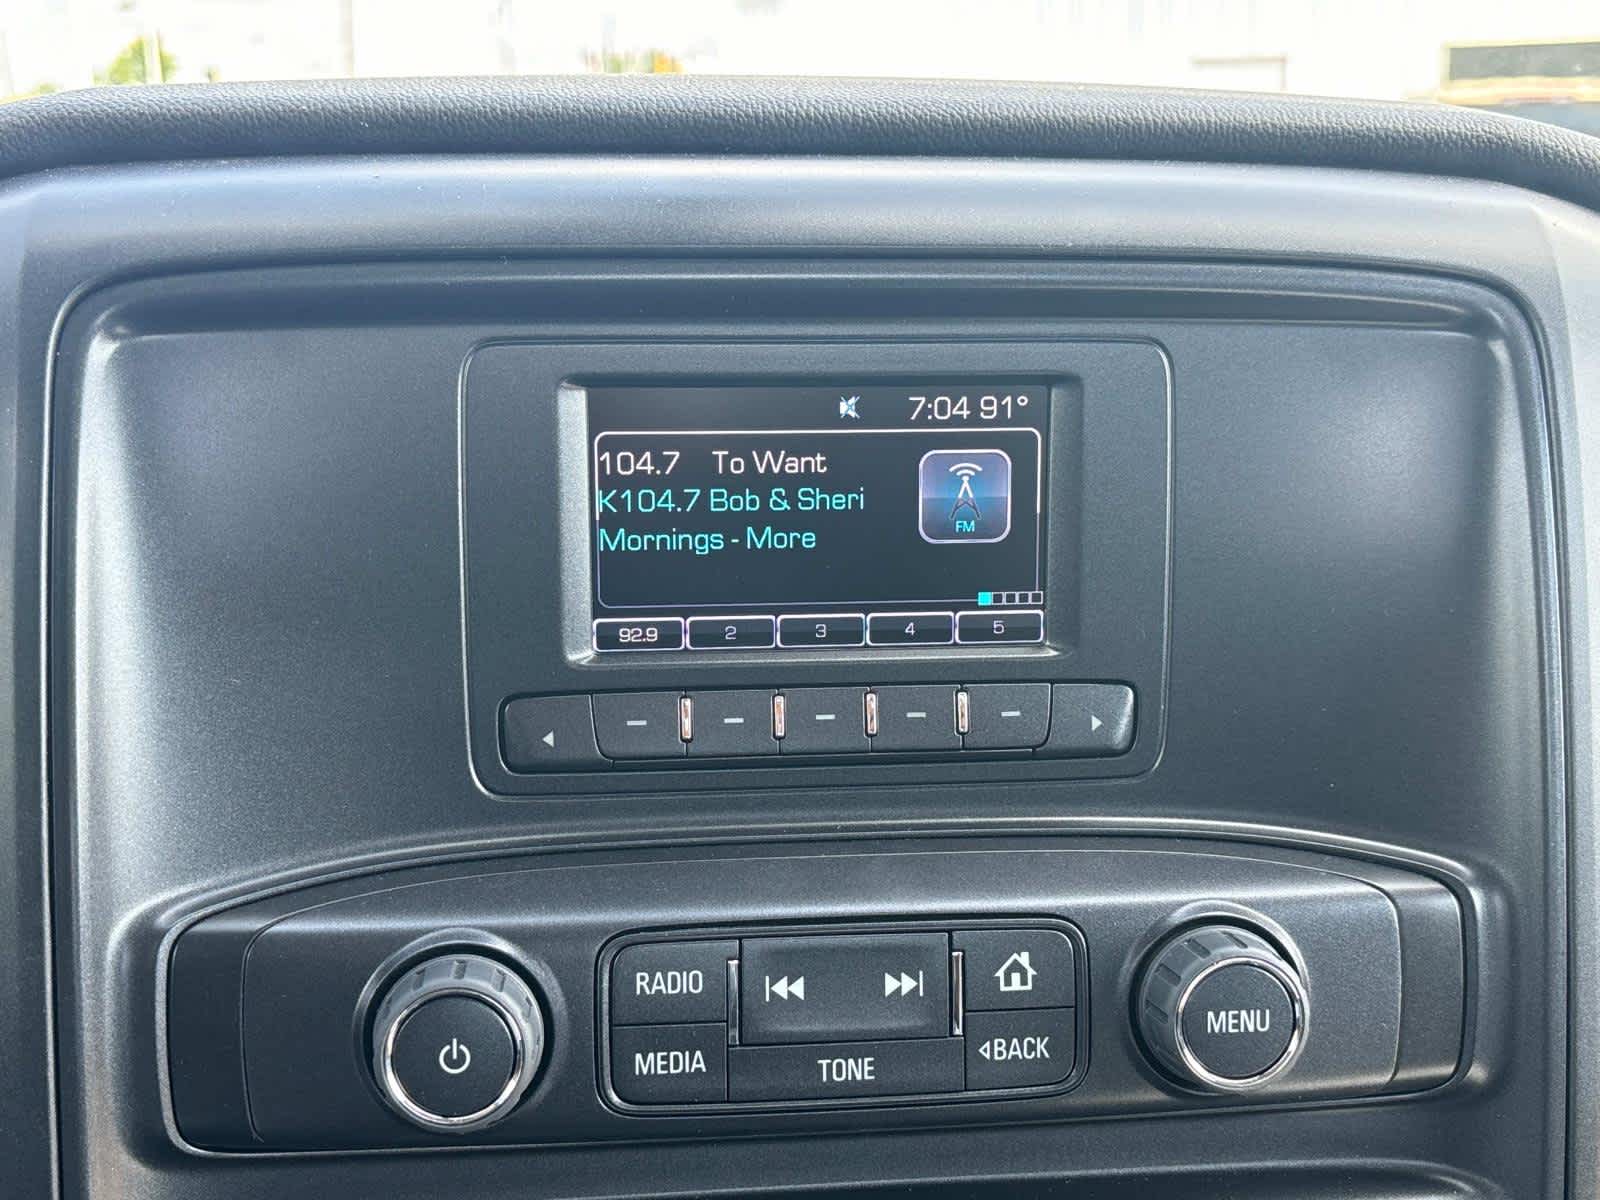 7:04 91°
104.7 To Want
K104.7 Bob & Sheri
Mornings - More
FM
92.9 2 3 4 5
RADIO
MEDIA
TONE
BACK
MENU